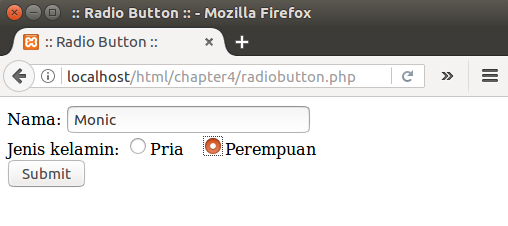 :: Radio Button :: - Mozilla Firefox
:: Radio Button ::
localhost/html/chapter4/radiobutton.php
Nama: Monic
Jenis kelamin: Pria Perempuan
Submit